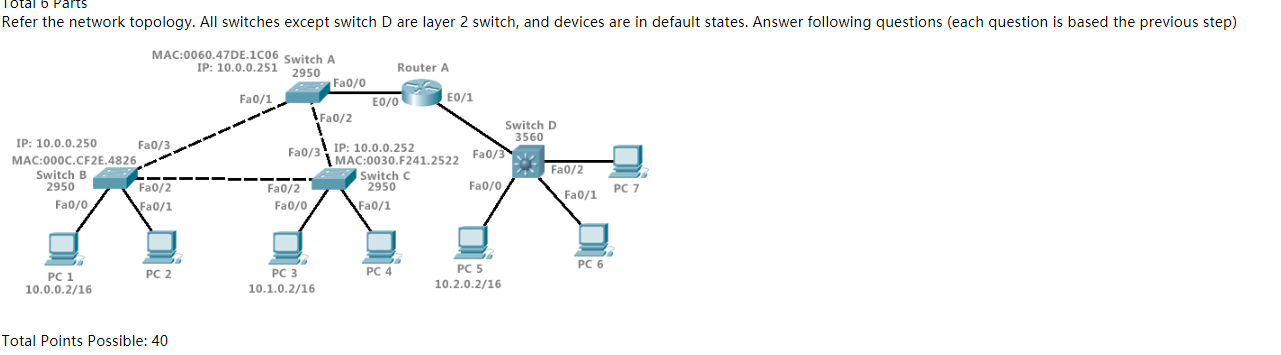 Total 6 Parts
Refer the network topology. All switches except switch D are layer 2 switch, and devices are in default states. Answer following questions (each question is based the previous step)
MAC:0060.47DE.1C06
IP: 10.0.0.251
Switch A
2950
Fa0/0
Fa0/1
Fa0/2
Router A
E0/0
E0/1
Switch D
3560
Fa0/3
Fa0/2
Fa0/0
Fa0/1
PC 7
IP: 10.0.0.250
MAC:000C.CF2E.4826
Switch B
2950
Fa0/3
Fa0/2
Fa0/0
Fa0/1
Fa0/3
IP: 10.0.0.252
MAC:0030.F241.2522
Switch C
2950
Fa0/2
Fa0/0
Fa0/1
PC 1
10.0.0.2/16
PC 2
PC 3
10.1.0.2/16
PC 4
PC 5
10.2.0.2/16
PC 6
Total Points Possible: 40